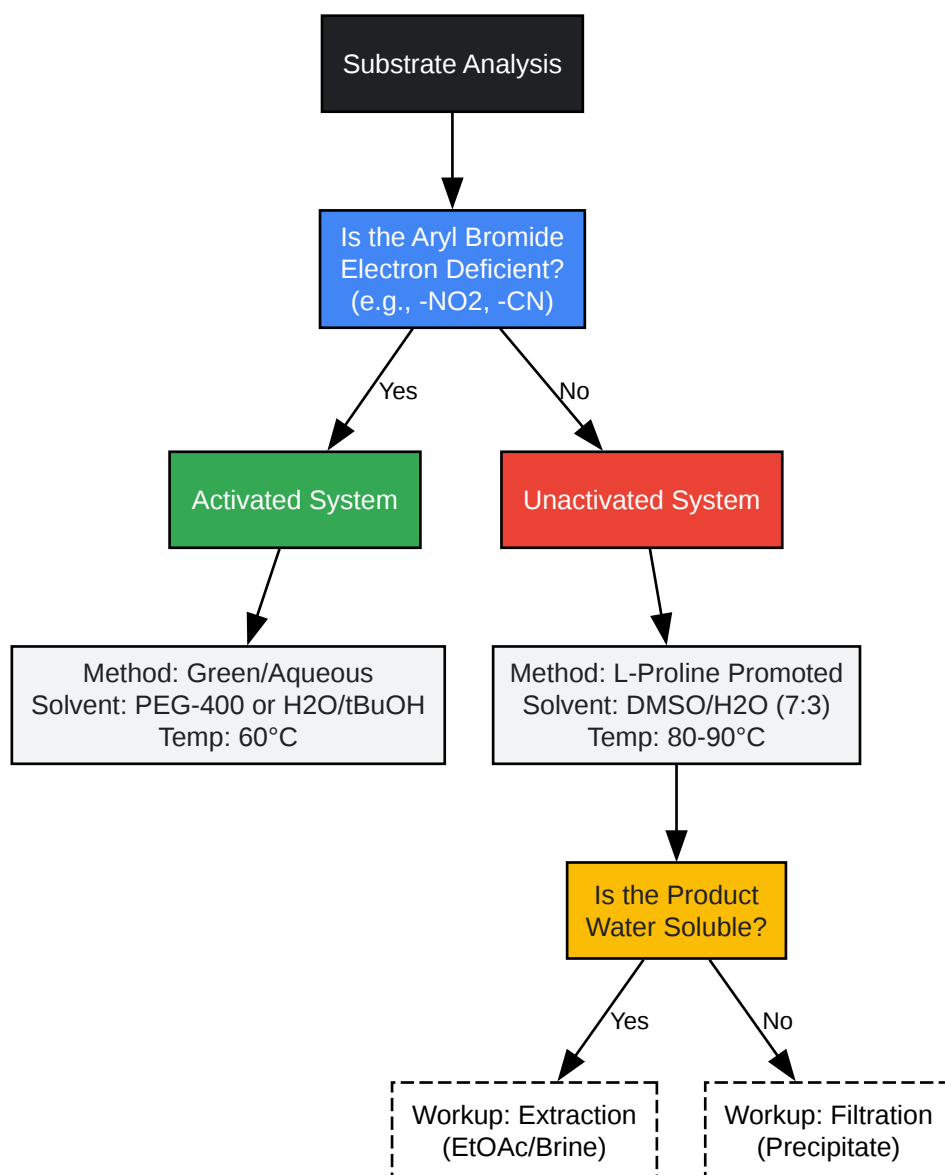 Substrate Analysis
Is the Aryl Bromide
Electron Deficient?
(e.g., -NO2, -CN)
Yes
No
Activated System
Unactivated System
Method: Green/Aqueous
Solvent: PEG-400 or H2O/tBuOH
Temp: 60°C
Method: L-Proline Promoted
Solvent: DMSO/H2O (7:3)
Temp: 80-90°C
Is the Product
Water Soluble?
Yes
No
Workup: Extraction
(EtOAc/Brine)
Workup: Filtration
(Precipitate)